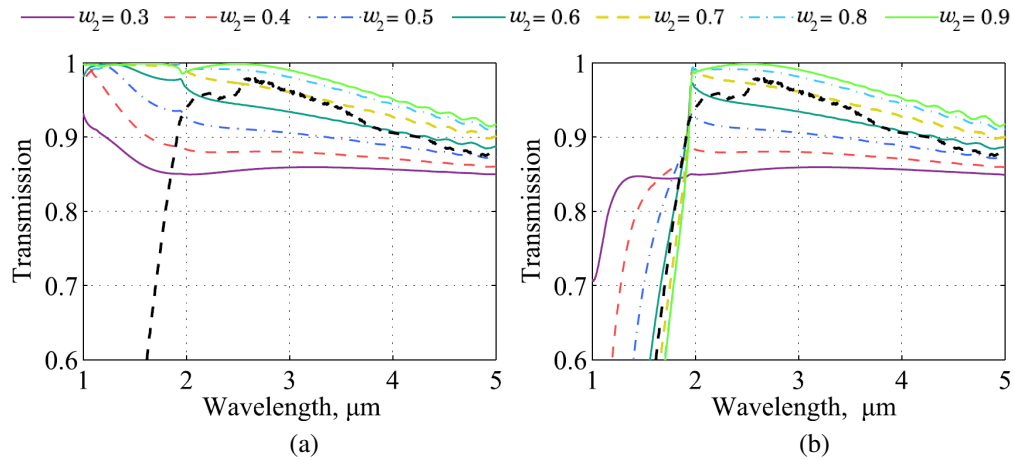 w₂= 0.3 w₂= 0.4 w₂= 0.5 w₂= 0.6 w₂= 0.7 w₂= 0.8 w₂= 0.9
1
0.9
0.8
0.7
0.6
Transmission
1 2 3 4 5
Wavelength, μm
(a)
1
0.9
0.8
0.7
0.6
Transmission
1 2 3 4 5
Wavelength, μm
(b)